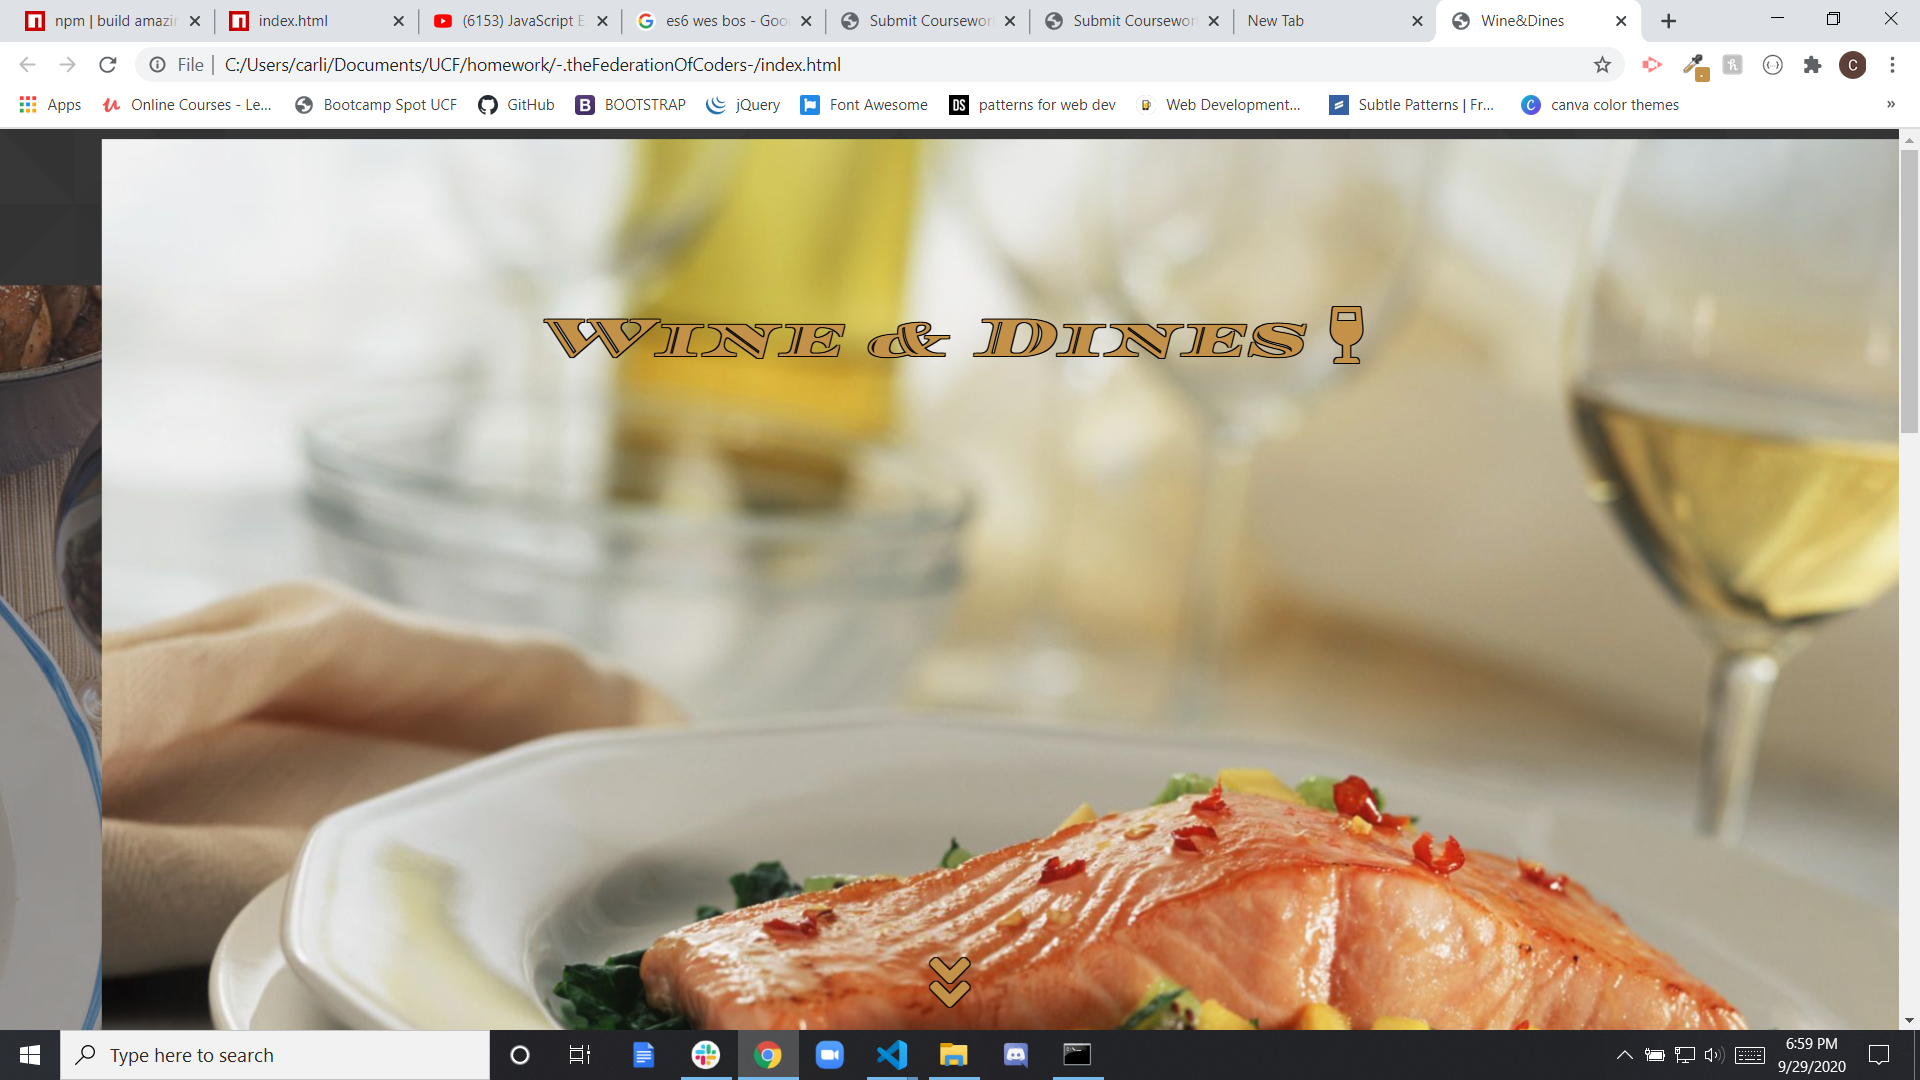 npm | build amazin
index.html
(6153) JavaScript E
es6 wes bos - Goo
Submit Coursewor
Submit Coursewor
New Tab
Wine&Dines
File | C:/Users/carli/Documents/UCF/homework/-.theFederationOfCoders-/index.html
C
Apps
Online Courses - Le...
Bootcamp Spot UCF
GitHub
BOOTSTRAP
jQuery
Font Awesome
DS patterns for web dev
Web Development...
Subtle Patterns | Fr...
canva color themes
»
Wine & Dines
Type here to search
6:59 PM
9/29/2020